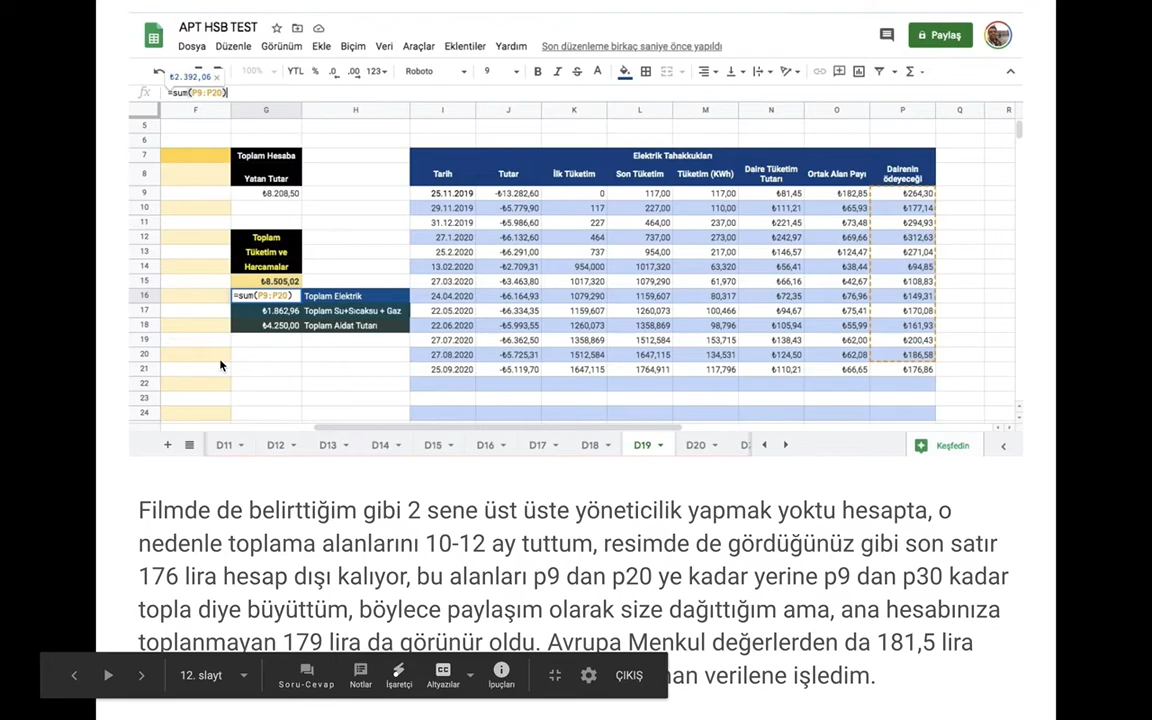 APT HSB TEST
Paylaş
Dosya Düzenle Görünüm Ekle Biçim Veri Araçlar Eklentiler Yardım Son düzenleme birkaç saniye önce yapıldı
₺2.392,06 ×
100% YTL % .0 .00 123 Roboto 9 B I S A
fx =sum(P9:P20)
F G H I J K L M N O P Q R
5
6
7 Toplam Hesaba Elektrik Tahakkukları
8 Yatan Tutar Tarih Tutar İlk Tüketim Son Tüketim Tüketim (KWh) Daire Tüketim Tutarı Ortak Alan Payı Dairenin ödeyeceği
9 ₺8.208,50 25.11.2019 -₺13.282,60 0 117,00 117,00 ₺81,45 ₺182,85 ₺264,30
10 29.11.2019 -₺5.779,90 117 227,00 110,00 ₺111,21 ₺65,93 ₺177,14
11 31.12.2019 -₺5.986,60 227 464,00 237,00 ₺221,45 ₺73,48 ₺294,93
12 Toplam 27.1.2020 -₺6.132,60 464 737,00 273,00 ₺242,97 ₺69,66 ₺312,63
13 Tüketim ve 25.2.2020 -₺6.291,00 737 954,00 217,00 ₺146,57 ₺124,47 ₺271,04
14 Harcamalar 13.02.2020 -₺2.709,31 954,000 1017,320 63,320 ₺56,41 ₺38,44 ₺94,85
15 ₺8.505,02 27.03.2020 -₺3.463,80 1017,320 1079,290 61,970 ₺66,16 ₺42,67 ₺108,83
16 =sum(P9:P20) Toplam Elektrik 24.04.2020 -₺6.164,93 1079,290 1159,607 80,317 ₺72,35 ₺76,96 ₺149,31
17 ₺1.862,96 Toplam Su+Sıcaksu + Gaz 22.05.2020 -₺6.334,35 1159,607 1260,073 100,466 ₺94,67 ₺75,41 ₺170,08
18 ₺4.250,00 Toplam Aidat Tutarı 22.06.2020 -₺5.993,55 1260,073 1358,869 98,796 ₺105,94 ₺55,99 ₺161,93
19 27.07.2020 -₺6.362,50 1358,869 1512,584 153,715 ₺138,43 ₺62,00 ₺200,43
20 27.08.2020 -₺5.725,31 1512,584 1647,115 134,531 ₺124,50 ₺62,08 ₺186,58
21 25.09.2020 -₺5.119,70 1647,115 1764,911 117,796 ₺110,21 ₺66,65 ₺176,86
22
23
24
D11 D12 D13 D14 D15 D16 D17 D18 D19 D20 Keşfedin
Filmde de belirttiğim gibi 2 sene üst üste yöneticilik yapmak yoktu hesapta, o
nedenle toplama alanlarını 10-12 ay tuttum, resimde de gördüğünüz gibi son satır
176 lira hesap dışı kalıyor, bu alanları p9 dan p20 ye kadar yerine p9 dan p30 kadar
topla diye büyüttüm, böylece paylaşım olarak size dağıttığım ama, ana hesabınıza
toplanmayan 179 lira da görünür oldu. Avrupa Menkul değerlerden da 181,5 lira
verilene işledim.
12. slayt Soru-Cevap Notlar İşaretçi Altyazılar İpuçları ÇIKIŞ